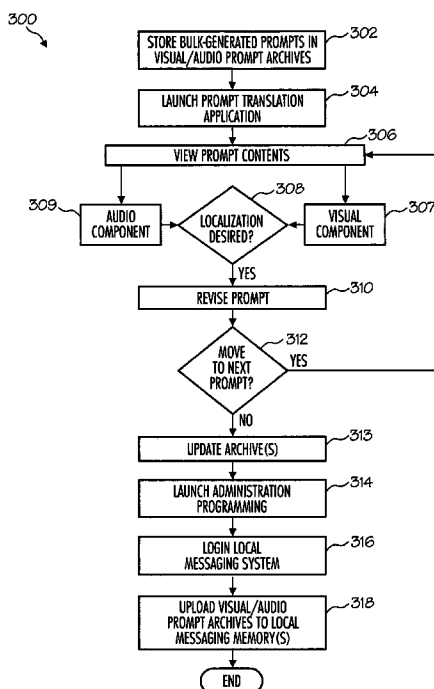 300
STORE BULK-GENERATED PROMPTS IN
VISUAL/AUDIO PROMPT ARCHIVES
302
LAUNCH PROMPT TRANSLATION
APPLICATION
304
VIEW PROMPT CONTENTS
306
309
AUDIO
COMPONENT
308
LOCALIZATION
DESIRED?
VISUAL
COMPONENT
307
YES
REVISE PROMPT
310
312
MOVE
TO NEXT
PROMPT?
YES
NO
UPDATE ARCHIVE(S)
313
LAUNCH ADMINISTRATION
PROGRAMMING
314
LOGIN LOCAL
MESSAGING SYSTEM
316
UPLOAD VISUAL/AUDIO
PROMPT ARCHIVES TO LOCAL
MESSAGING MEMORY(S)
318
END